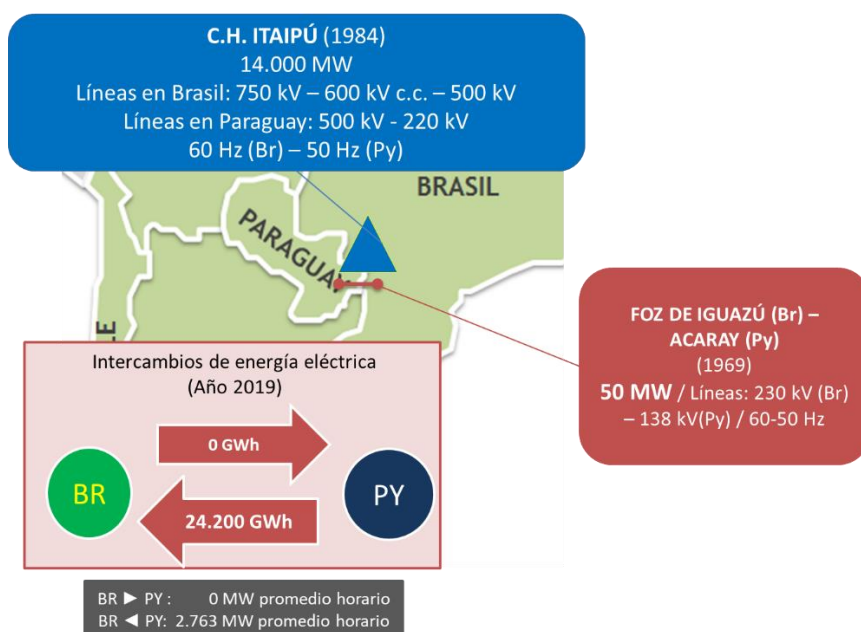 C.H. ITAIPÚ (1984)
14.000 MW
Líneas en Brasil: 750 kV – 600 kV c.c. – 500 kV
Líneas en Paraguay: 500 kV - 220 kV
60 Hz (Br) – 50 Hz (Py)
BRASIL
PARAGUAY
LE
FOZ DE IGUAZÚ (Br) –
ACARAY (Py)
(1969)
50 MW / Líneas: 230 kV (Br)
– 138 kV(Py) / 60-50 Hz
Intercambios de energía eléctrica
(Año 2019)
0 GWh
BR
PY
24.200 GWh
BR ► PY : 0 MW promedio horario
BR ◄ PY: 2.763 MW promedio horario